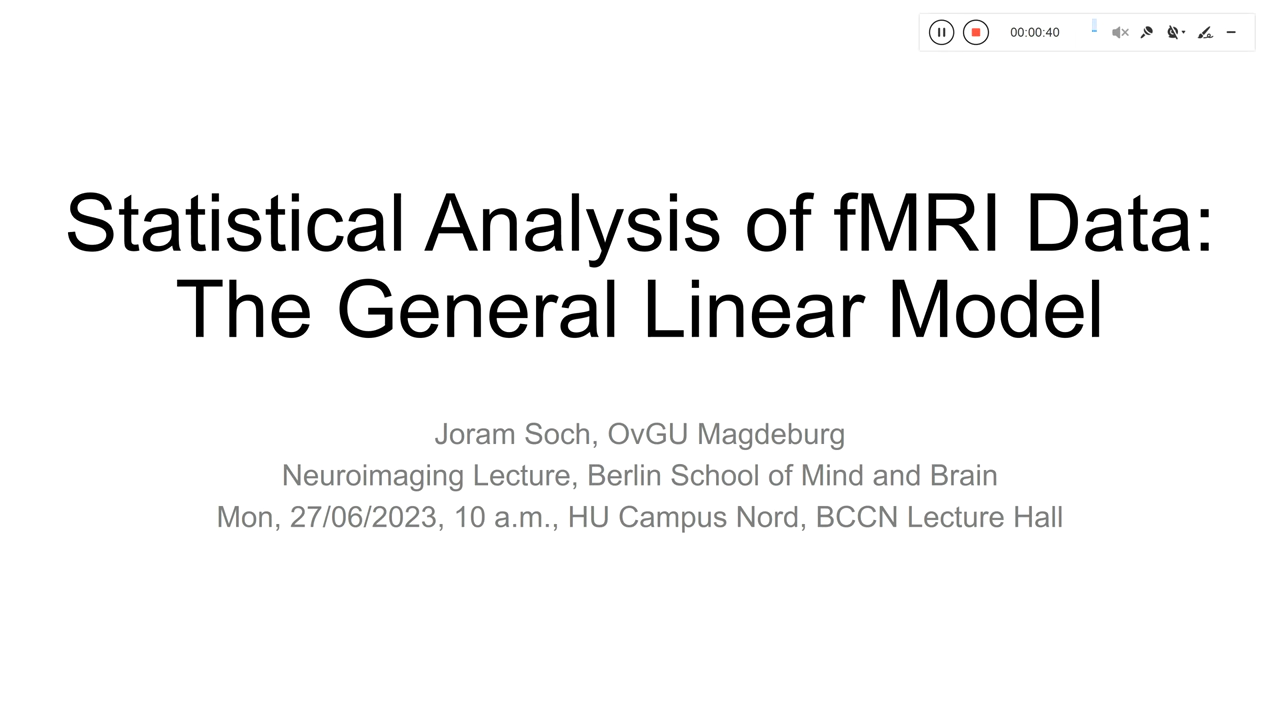 00:00:40
Statistical Analysis of fMRI Data:
The General Linear Model
Joram Soch, OvGU Magdeburg
Neuroimaging Lecture, Berlin School of Mind and Brain
Mon, 27/06/2023, 10 a.m., HU Campus Nord, BCCN Lecture Hall